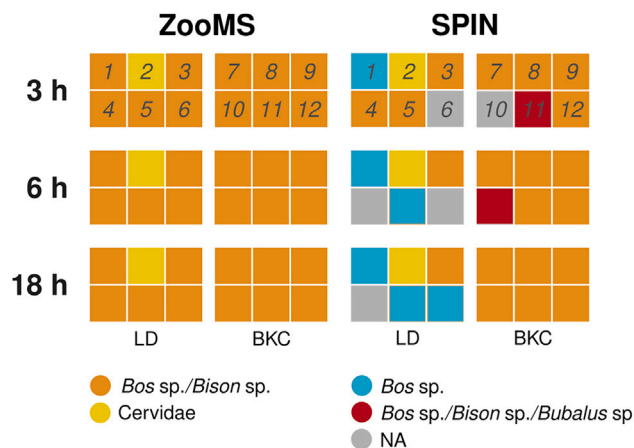 ZooMS SPIN
3 h
1 2 3 7 8 9 1 2 3 7 8 9
4 5 6 10 11 12 4 5 6 10 11 12
6 h
18 h
LD BKC LD BKC
Bos sp./Bison sp. Bos sp.
Cervidae Bos sp./Bison sp./Bubalus sp
NA